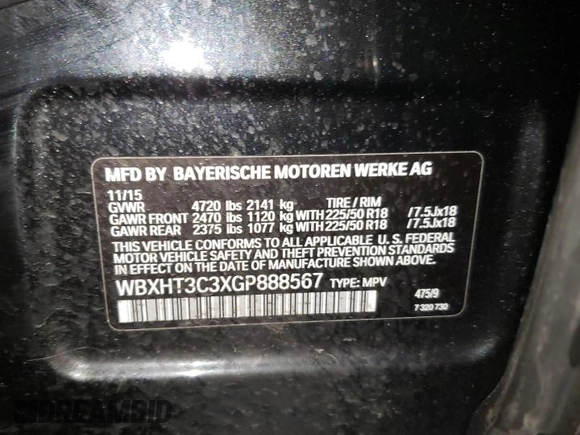 MFD BY BAYERISCHE MOTOREN WERKE AG
11/15
GVWR 4720 lbs 2141 kg TIRE / RIM
GAWR FRONT 2470 lbs 1120 kg WITH 225/50 R18 /7.5Jx18
GAWR REAR 2375 lbs 1077 kg WITH 225/50 R18 /7.5Jx18
THIS VEHICLE CONFORMS TO ALL APPLICABLE U. S. FEDERAL
MOTOR VEHICLE SAFETY, BUMPER, AND THEFT PREVENTION
STANDARDS IN EFFECT ON THE DATE OF MANUFACTURE SHOWN
ABOVE.
WBXHT3C3XGP888567 TYPE: MPV
475/9
7 320 730
DREAMBID